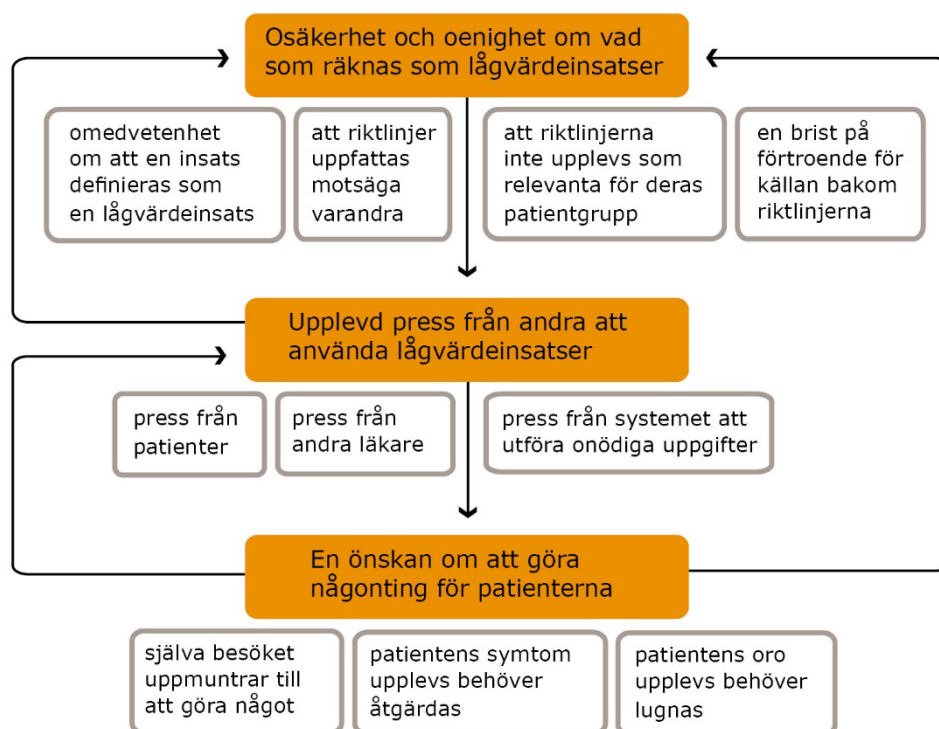 Osäkerhet och oenighet om vad
som räknas som lågvärdeinsatser
omedvetenhet
om att en insats
definieras som
en lågvärdeinsats
att riktlinjer
uppfattas
motsäga
varandra
att riktlinjerna
inte upplevs som
relevanta för deras
patientgrupp
en brist på
förtroende för
källan bakom
riktlinjerna
Upplevd press från andra att
använda lågvärdeinsatser
press från
patienter
press från
andra läkare
press från systemet att
utföra onödiga uppgifter
En önskan om att göra
någonting för patienterna
själva besöket
uppmuntrar till
att göra något
patientens symtom
upplevs behöver
åtgärdas
patientens oro
upplevs behöver
lugnas